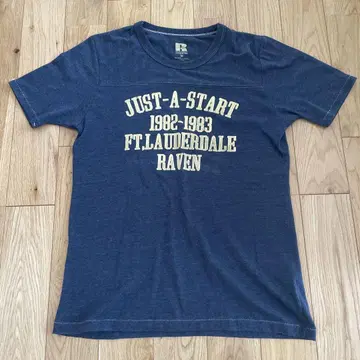 R
JUST-A-START
1982-1983
FT,LAUDERDALE
RAVEN